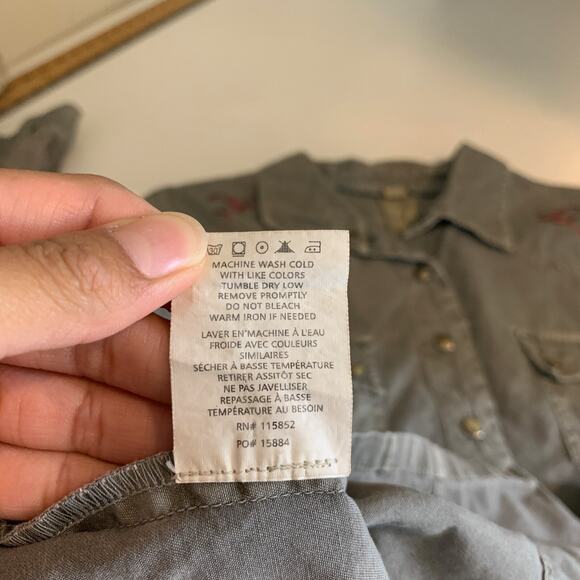 30
MACHINE WASH COLD
WITH LIKE COLORS
TUMBLE DRY LOW
REMOVE PROMPTLY
DO NOT BLEACH
WARM IRON IF NEEDED
LAVER EN'MACHINE À L'EAU
FROIDE AVEC COULEURS
SIMILAIRES
SÉCHER À BASSE TEMPÉRATURE
RETIRER ASSITÔT SEC
NE PAS JAVELLISER
REPASSAGE À BASSE
TEMPÉRATURE AU BESOIN
RN# 115852
PO# 15884